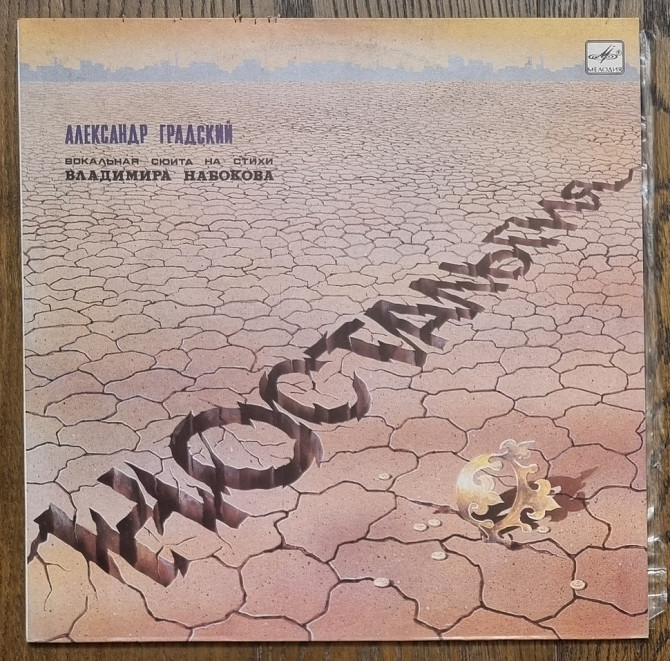 МЕЛОДИЯ
АЛЕКСАНДР ГРАДСКИЙ
ВОКАЛЬНАЯ СЮИТА НА СТИХИ
ВЛАДИМИРА НАБОКОВА
НОСТАЛЬГИЯ